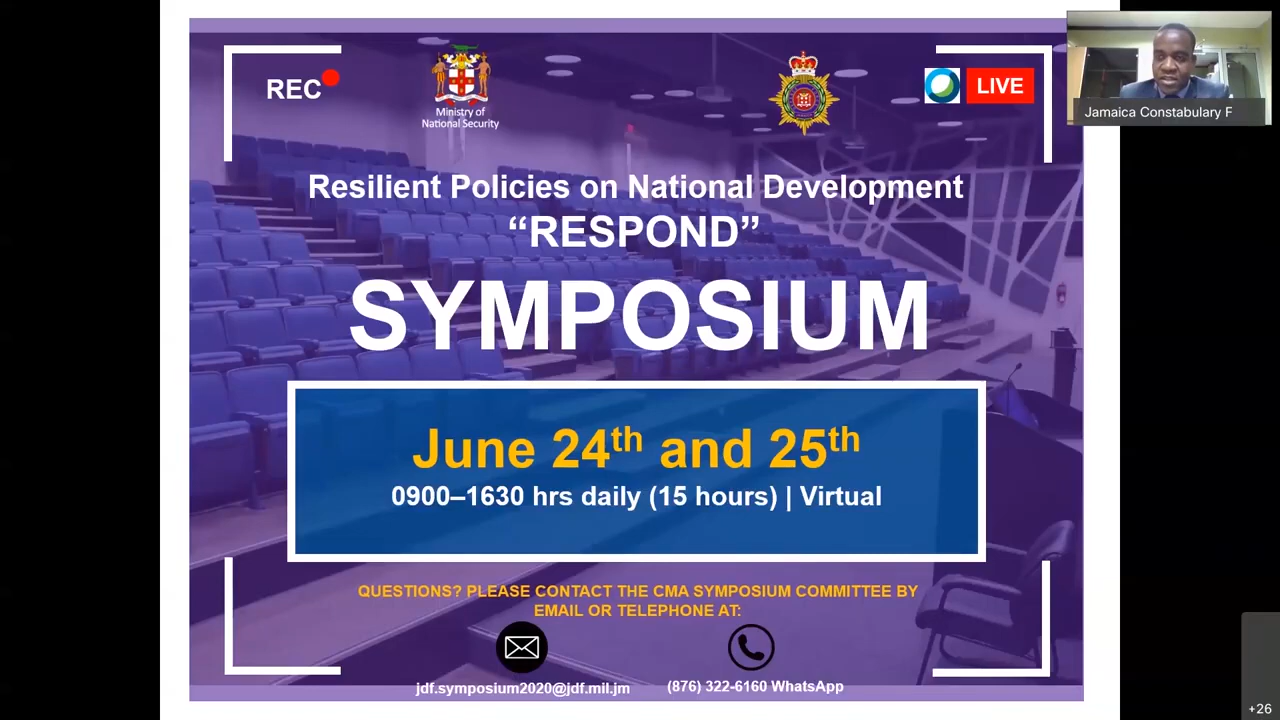 REC
Ministry of
National Security
LIVE
Jamaica Constabulary F
Resilient Policies on National Development
“RESPOND”
SYMPOSIUM
June 24th and 25th
0900–1630 hrs daily (15 hours) | Virtual
QUESTIONS? PLEASE CONTACT THE CMA SYMPOSIUM COMMITTEE BY
EMAIL OR TELEPHONE AT:
jdf.symposium2020@jdf.mil.jm
(876) 322-6160 WhatsApp
+26